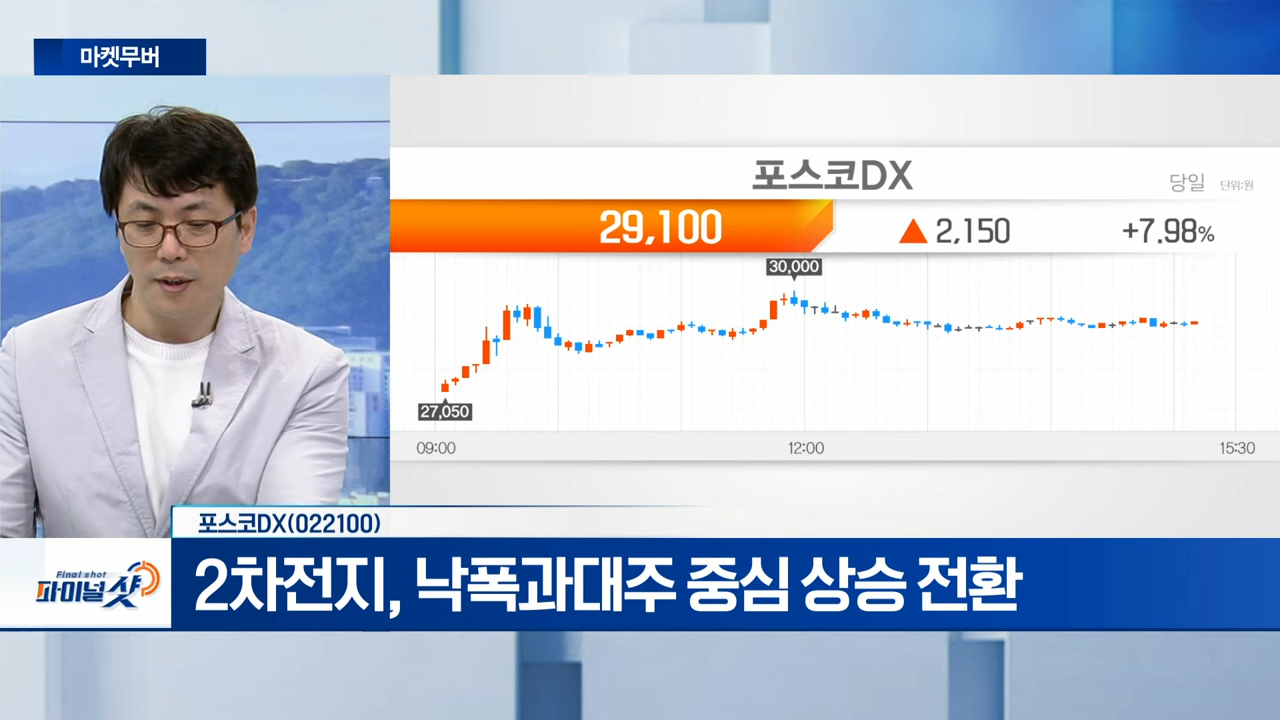 마켓무버
포스코DX
당일 단위:원
29,100 ▲ 2,150 +7.98%
30,000
27,050
09:00 12:00 15:30
포스코DX(022100)
Final shot
파이널샷
2차전지, 낙폭과대주 중심 상승 전환